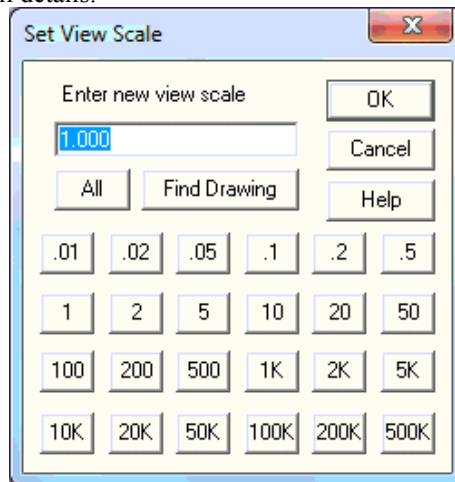 n details.
Set View Scale
X
Enter new view scale
OK
1.000
Cancel
All Find Drawing
Help
.01 .02 .05 .1 .2 .5
1 2 5 10 20 50
100 200 500 1K 2K 5K
10K 20K 50K 100K 200K 500K